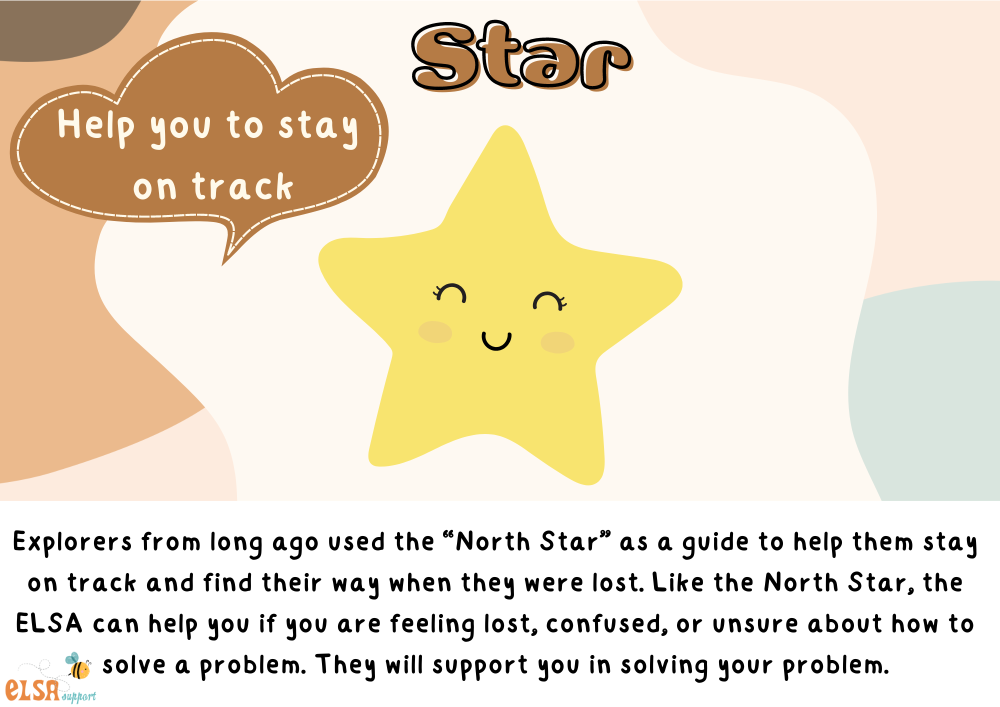 Star
Help you to stay
on track
Explorers from long ago used the “North Star” as a guide to help them stay
on track and find their way when they were lost. Like the North Star, the
ELSA can help you if you are feeling lost, confused, or unsure about how to
solve a problem. They will support you in solving your problem.
eLSA support